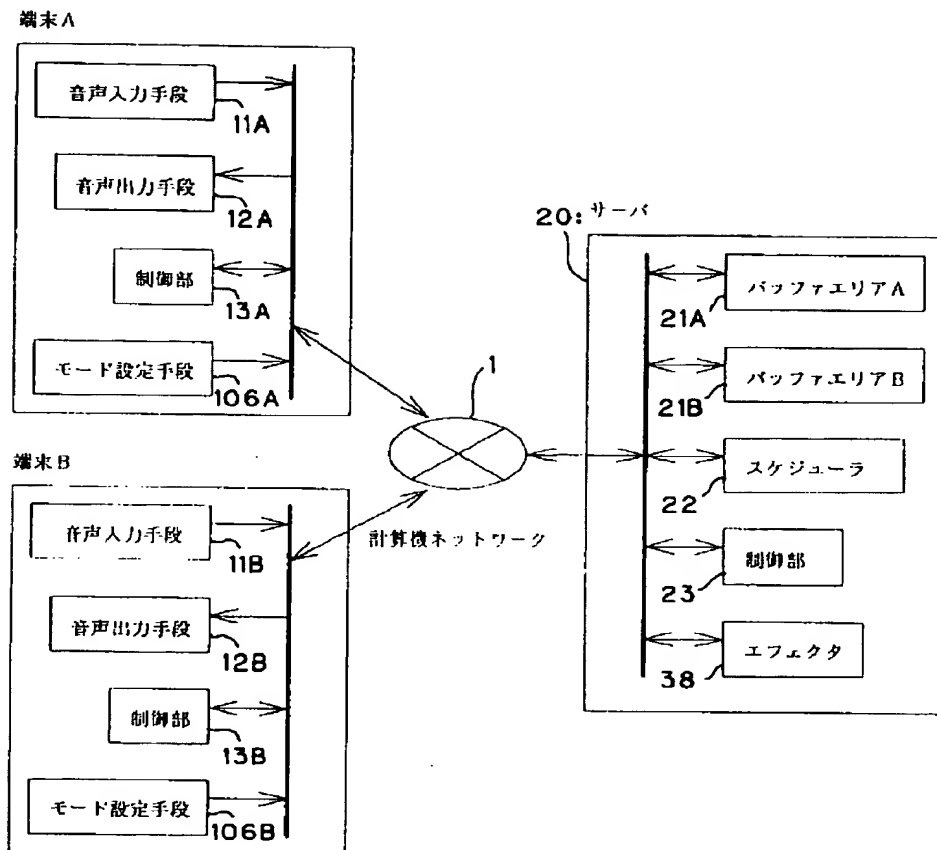 端末A
音声入力手段
11A
音声出力手段
12A
制御部
13A
モード設定手段
106A
端末B
音声入力手段
11B
音声出力手段
12B
制御部
13B
モード設定手段
106B
1
計算機ネットワーク
20: サーバ
バッファエリアA
21A
バッファエリアB
21B
スケジューラ
22
制御部
23
エフェクタ
38